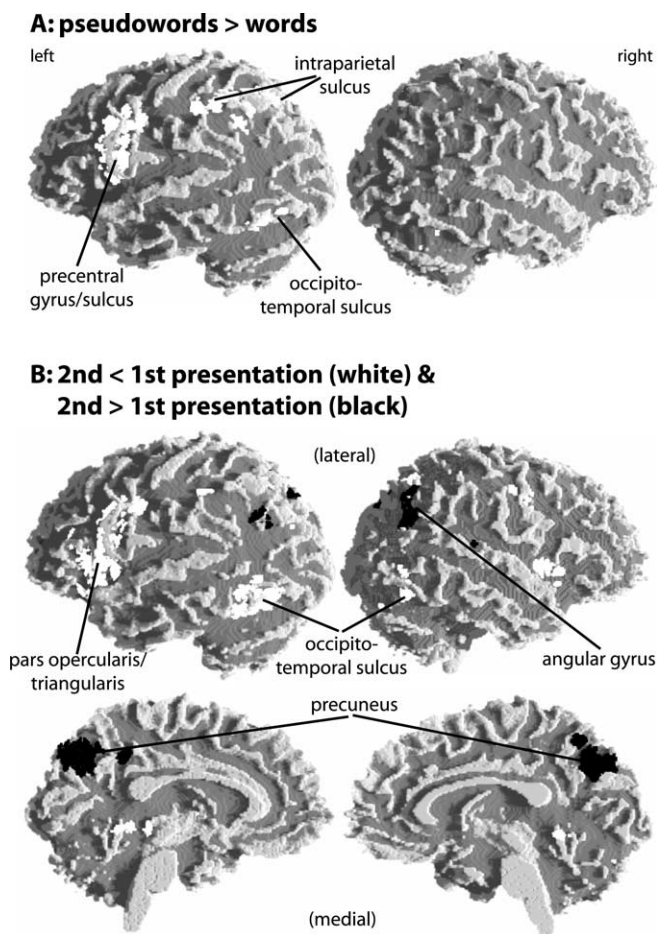 A: pseudowords > words
left
intraparietal
sulcus
right
precentral
gyrus/sulcus
occipito-
temporal sulcus
B: 2nd < 1st presentation (white) &
2nd > 1st presentation (black)
(lateral)
pars opercularis/
triangularis
occipito-
temporal sulcus
angular gyrus
precuneus
(medial)